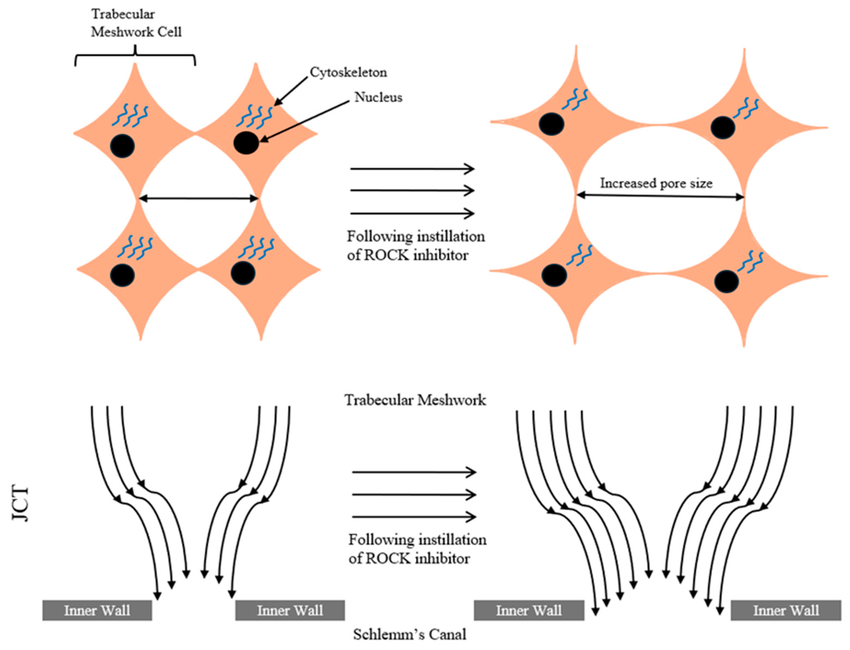 Trabecular
Meshwork Cell
Cytoskeleton
Nucleus
Increased pore size
Following instillation
of ROCK inhibitor
Trabecular Meshwork
JCT
Following instillation
of ROCK inhibitor
Inner Wall
Inner Wall
Inner Wall
Inner Wall
Schlemm's Canal